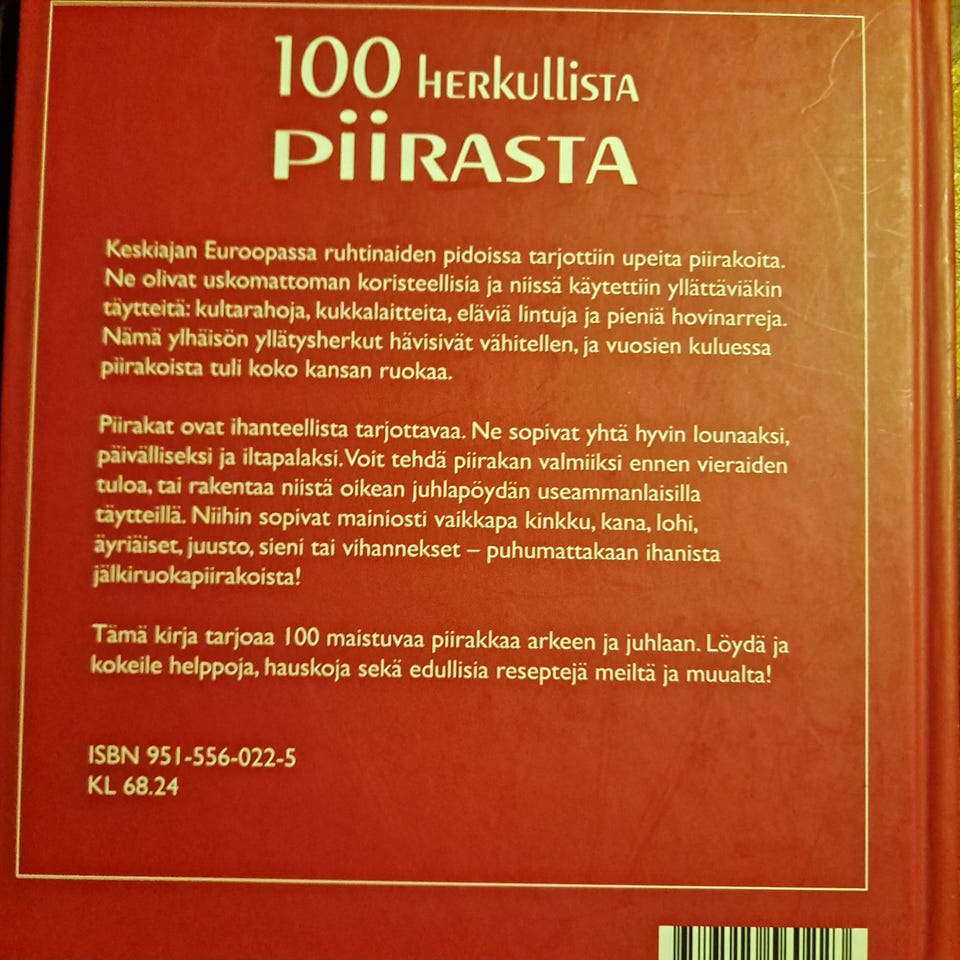 100 HERKULLISTA
PIIRASTA
Keskiajan Euroopassa ruhtinaiden pidoissa tarjottiin upeita piirakoita.
Ne olivat uskomattoman koristeellisia ja niissä käytettiin yllättäviäkin
täytteitä: kultarahoja, kukkalaitteita, eläviä lintuja ja pieniä hovinarreja.
Nämä ylhäisön yllätysherkut hävisivät vähitellen, ja vuosien kuluessa
piirakoista tuli koko kansan ruokaa.
Piirakat ovat ihanteellista tarjottavaa. Ne sopivat yhtä hyvin lounaaksi,
päivälliseksi ja iltapalaksi. Voit tehdä piirakan valmiiksi ennen vieraiden
tuloa, tai rakentaa niistä oikean juhlapöydän useammanlaisilla
täytteillä. Niihin sopivat mainiosti vaikkapa kinkku, kana, lohi,
äyriäiset, juusto, sieni tai vihannekset – puhumattakaan ihanista
jälkiruokapiirakoista!
Tämä kirja tarjoaa 100 maistuvaa piirakkaa arkeen ja juhlaan. Löydä ja
kokeile helppoja, hauskoja sekä edullisia reseptejä meiltä ja muualta!
ISBN 951-556-022-5
KL 68.24